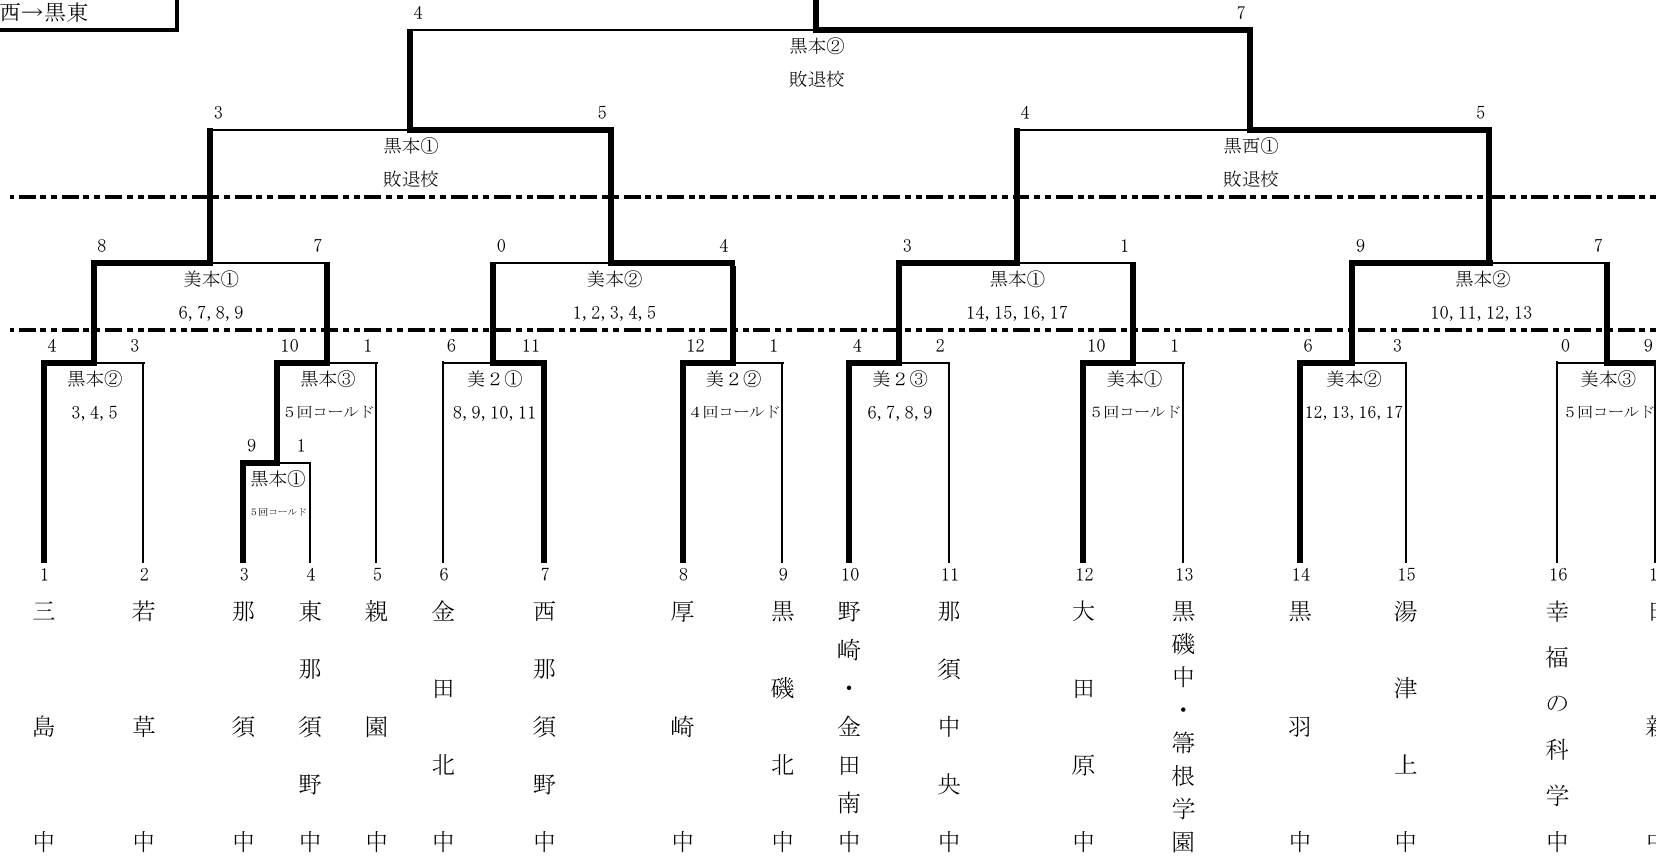 西→黒東
4 7
黒本②
敗退校
3 5 4 5
黒本① 黒西①
敗退校 敗退校
8 7 0 4 3 1 9 7
美本① 美本② 黒本① 黒本②
6,7,8,9 1,2,3,4,5 14,15,16,17 10,11,12,13
4 3 10 1 6 11 12 1 4 2 10 1 6 3 0 9
黒本② 黒本③ 美2① 美2② 美2③ 美本① 美本② 美本③
3,4,5 5回コールド 8,9,10,11 4回コールド 6,7,8,9 5回コールド 12,13,16,17 5回コールド
9 1
黒本①
5回コールド
1 2 3 4 5 6 7 8 9 10 11 12 13 14 15 16
三島中
若草中
那須中
東那須野中
親園中
金田北中
西那須野中
厚崎中
黒磯北中
野崎・金田南中
那須中央中
大田原中
黒磯中・箒根学園
黒羽中
湯津上中
幸福の科学中